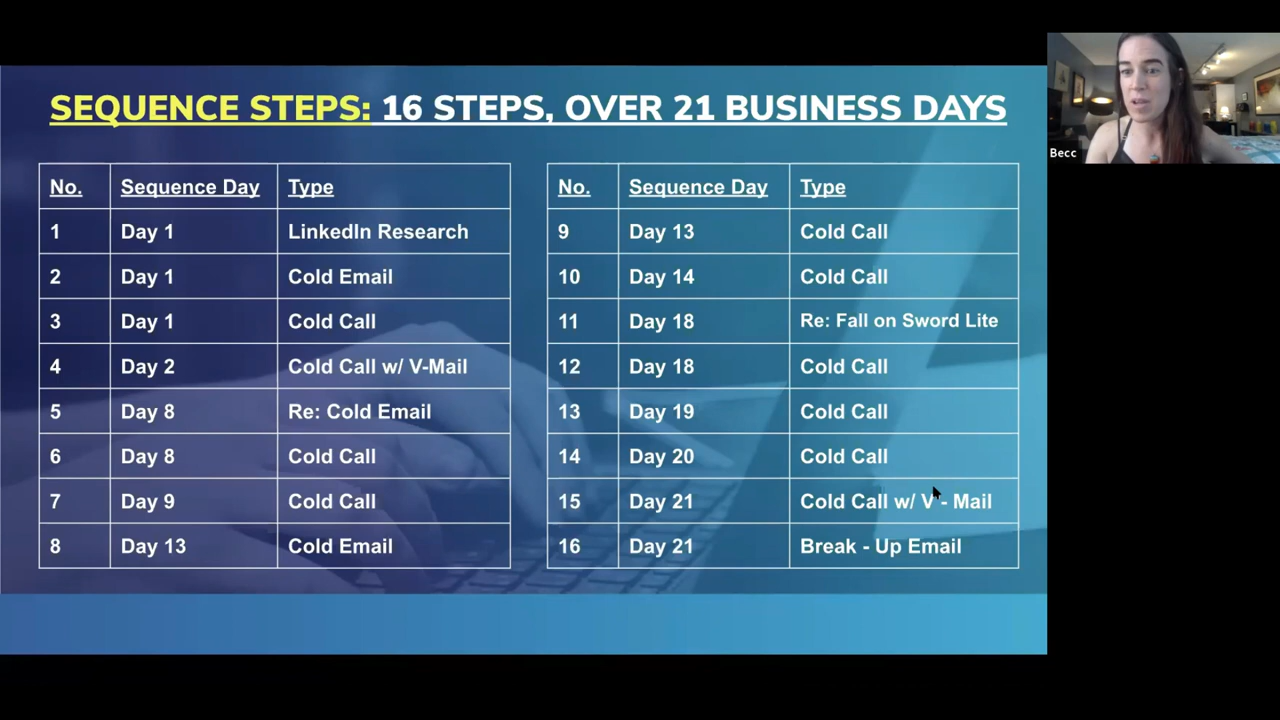 SEQUENCE STEPS: 16 STEPS, OVER 21 BUSINESS DAYS
No. Sequence Day Type
1 Day 1 LinkedIn Research
2 Day 1 Cold Email
3 Day 1 Cold Call
4 Day 2 Cold Call w/ V-Mail
5 Day 8 Re: Cold Email
6 Day 8 Cold Call
7 Day 9 Cold Call
8 Day 13 Cold Email
No. Sequence Day Type
9 Day 13 Cold Call
10 Day 14 Cold Call
11 Day 18 Re: Fall on Sword Lite
12 Day 18 Cold Call
13 Day 19 Cold Call
14 Day 20 Cold Call
15 Day 21 Cold Call w/ V - Mail
16 Day 21 Break - Up Email
Becc